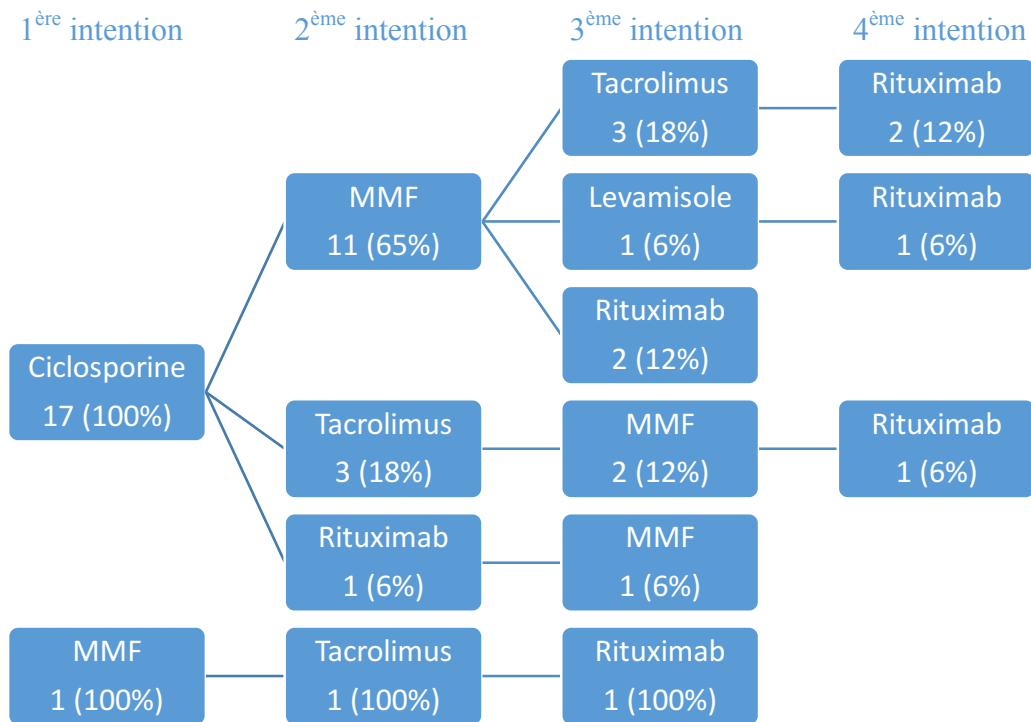 1ère intention
2ème intention
3ème intention
4ème intention
Tacrolimus
3 (18%)
Rituximab
2 (12%)
MMF
11 (65%)
Levamisole
1 (6%)
Rituximab
1 (6%)
Rituximab
2 (12%)
Ciclosporine
17 (100%)
Tacrolimus
3 (18%)
MMF
2 (12%)
Rituximab
1 (6%)
Rituximab
1 (6%)
MMF
1 (6%)
MMF
1 (100%)
Tacrolimus
1 (100%)
Rituximab
1 (100%)